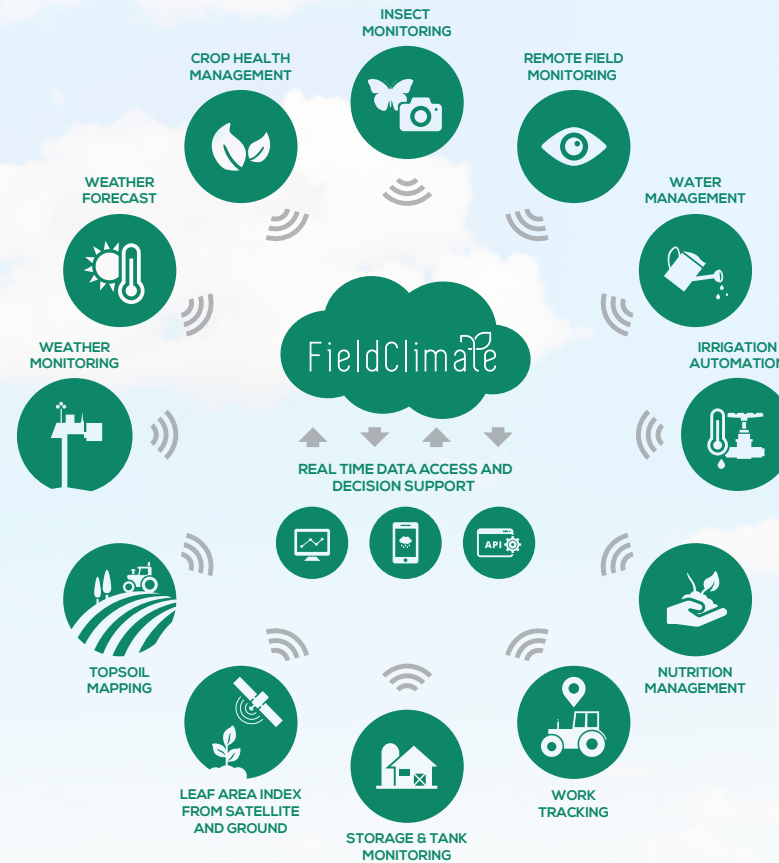 INSECT
MONITORING
CROP HEALTH
MANAGEMENT
REMOTE FIELD
MONITORING
WEATHER
FORECAST
WATER
MANAGEMENT
FieldClimate
WEATHER
MONITORING
IRRIGATION
AUTOMATION
REAL TIME DATA ACCESS AND
DECISION SUPPORT
API
TOPSOIL
MAPPING
NUTRITION
MANAGEMENT
LEAF AREA INDEX
FROM SATELLITE
AND GROUND
WORK
TRACKING
STORAGE & TANK
MONITORING